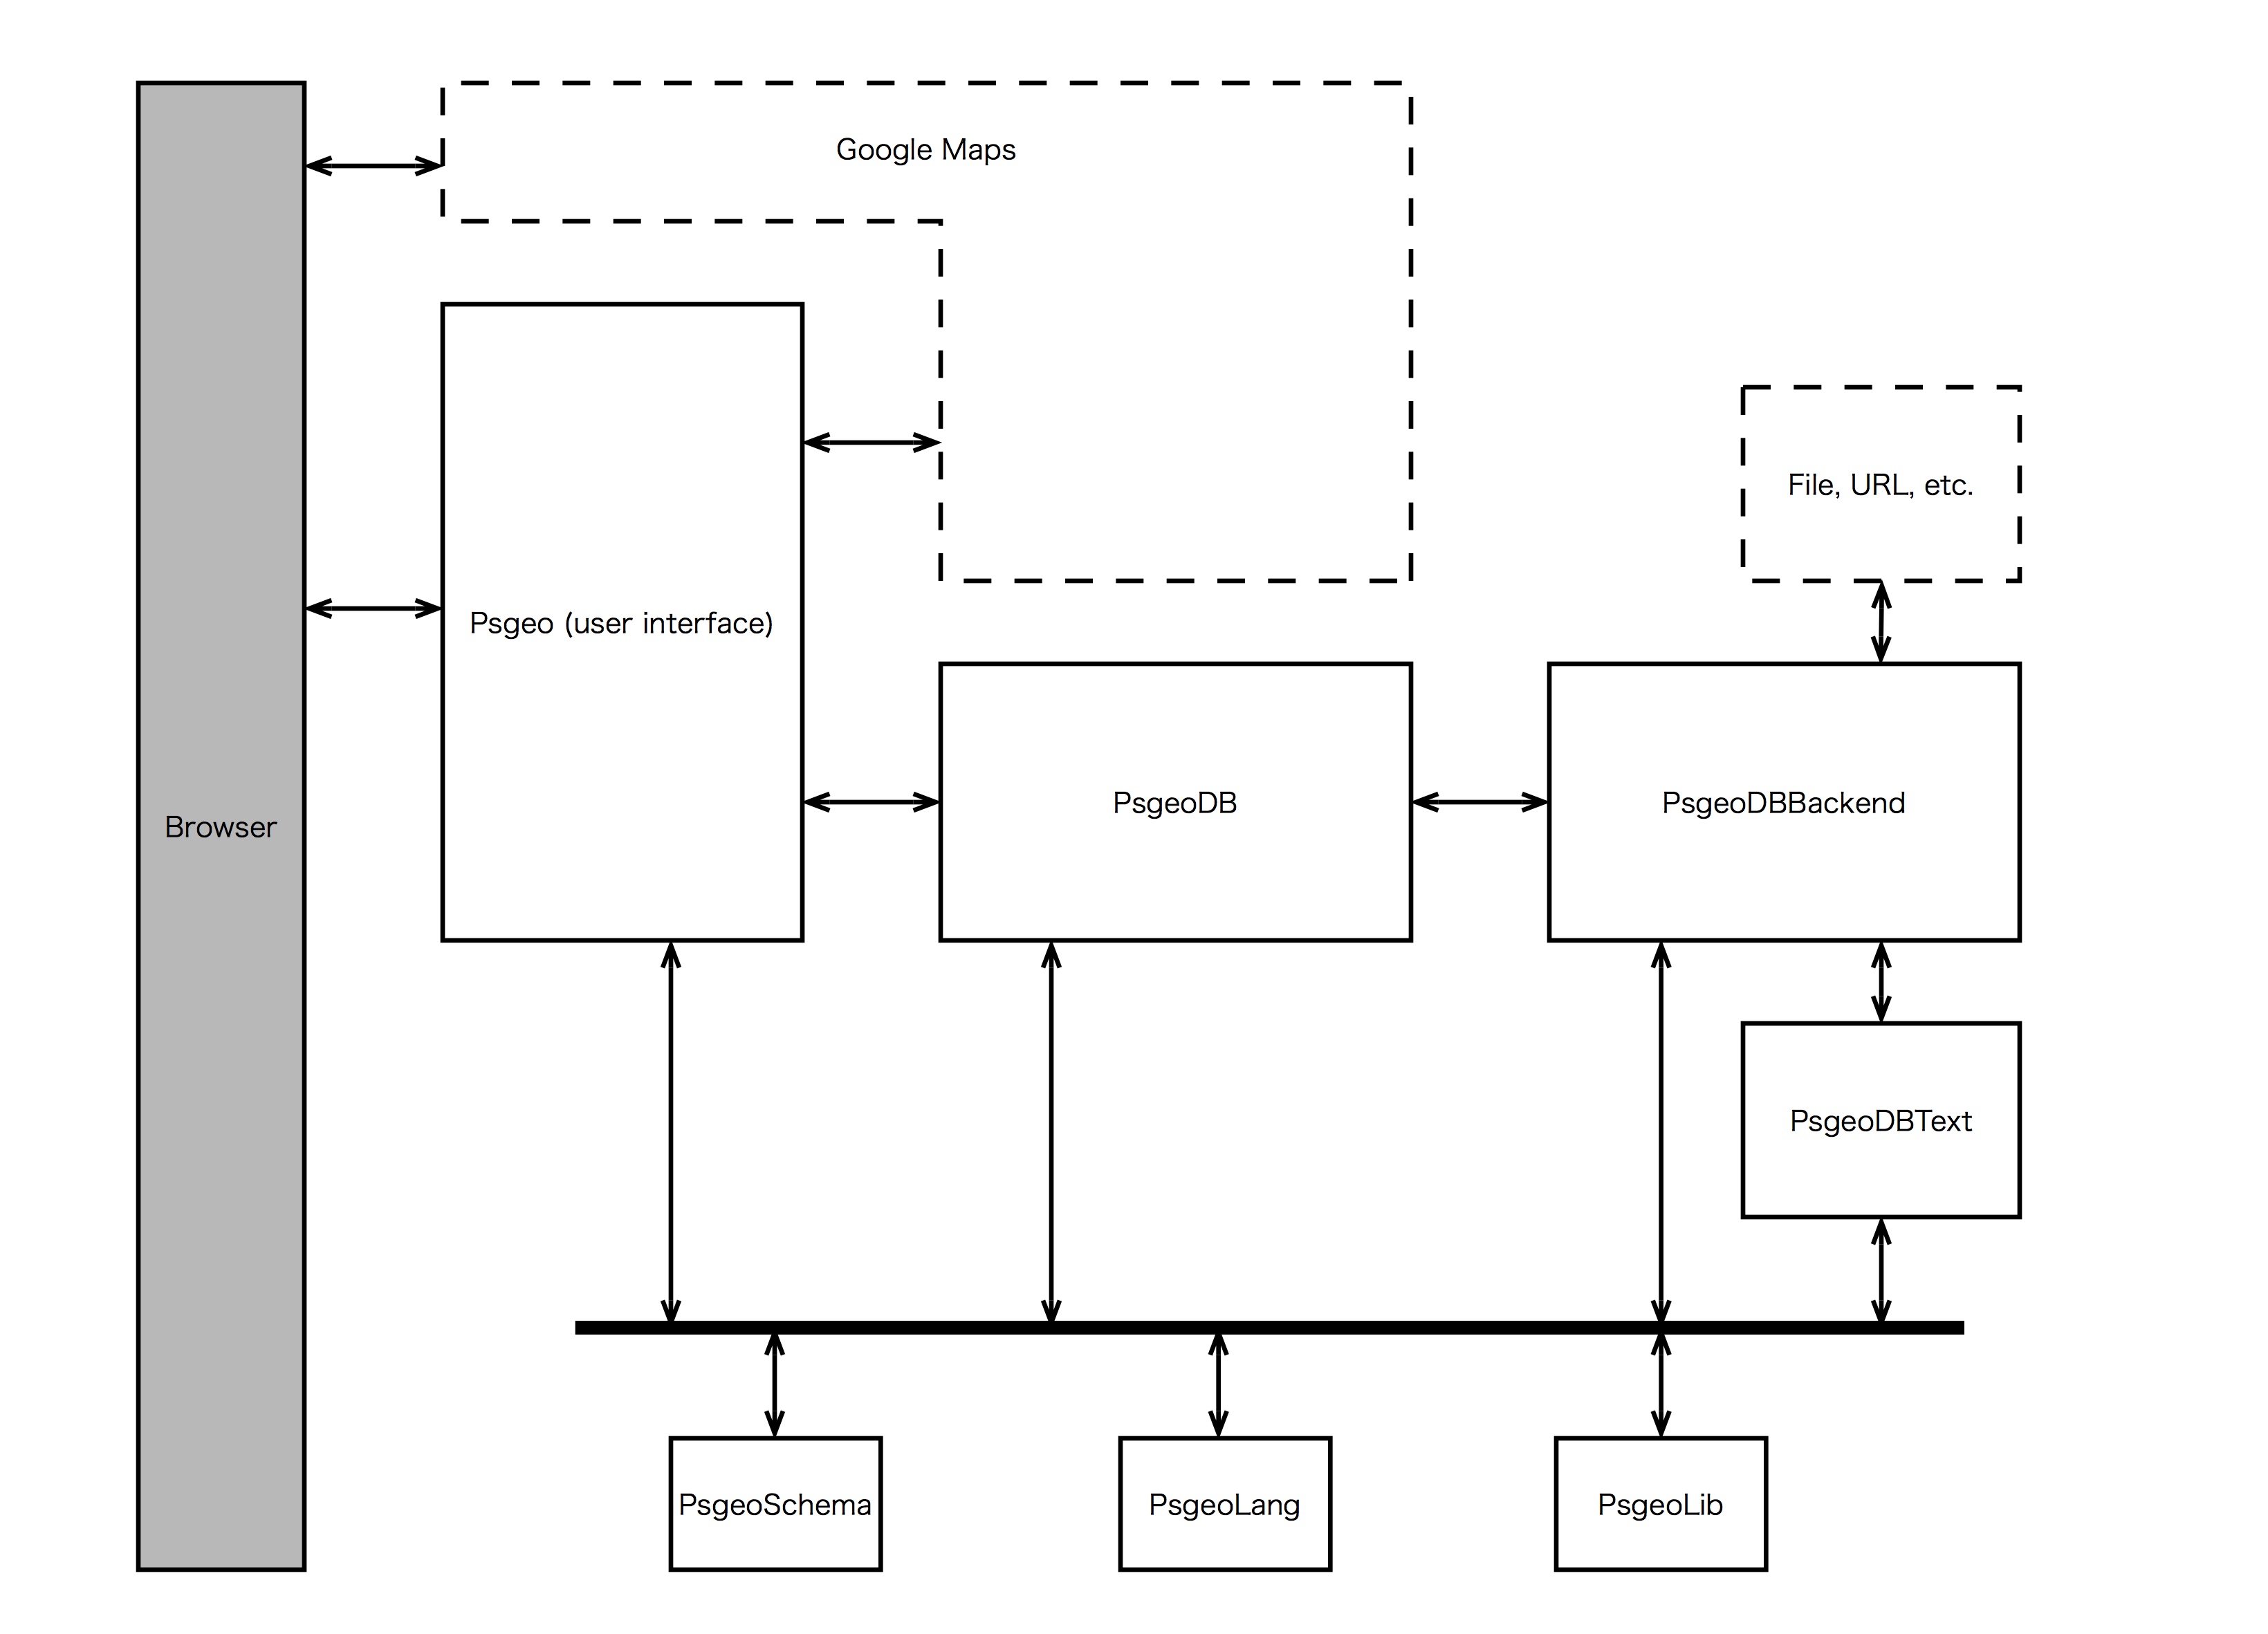 Google Maps
File, URL, etc.
Psgeo (user interface)
Browser
PsgeoDB
PsgeoDBBackend
PsgeoDBText
PsgeoSchema
PsgeoLang
PsgeoLib